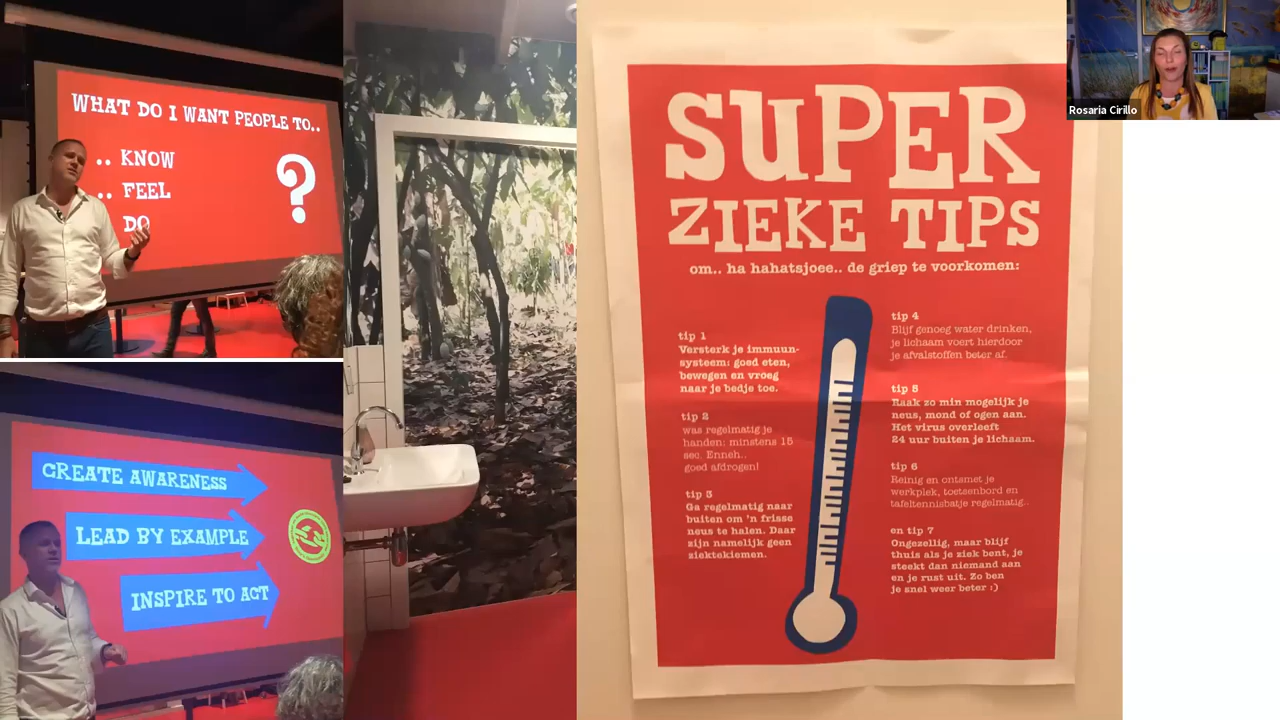 WHAT DO I WANT PEOPLE TO..
.. KNOW
.. FEEL
DO
?
CREATE AWARENESS
LEAD BY EXAMPLE
INSPIRE TO ACT
SUPER
ZIEKE TIPS
om.. ha hahatsjoee.. de griep te voorkomen:
tip 1
Versterk je immuun-
systeem: goed eten,
bewegen en vroeg
naar je bedje toe.
tip 2
was regelmatig je
handen: minstens 15
sec. Enneh..
goed afdrogen!
tip 3
Ga regelmatig naar
buiten om 'n frisse
neus te halen. Daar
zijn namelijk geen
ziektekiemen.
tip 4
Blijf genoeg water drinken,
je lichaam voert hierdoor
je afvalstoffen beter af.
tip 5
Raak zo min mogelijk je
neus, mond of ogen aan.
Het virus overleeft
24 uur buiten je lichaam.
tip 6
Reinig en ontsmet je
werkplek, toetsenbord en
tafeltennisbatje regelmatig..
en tip 7
Ongezellig, maar blijf
thuis als je ziek bent, je
steekt dan niemand aan
en je rust uit. Zo ben
je snel weer beter :)
Rosaria Cirillo